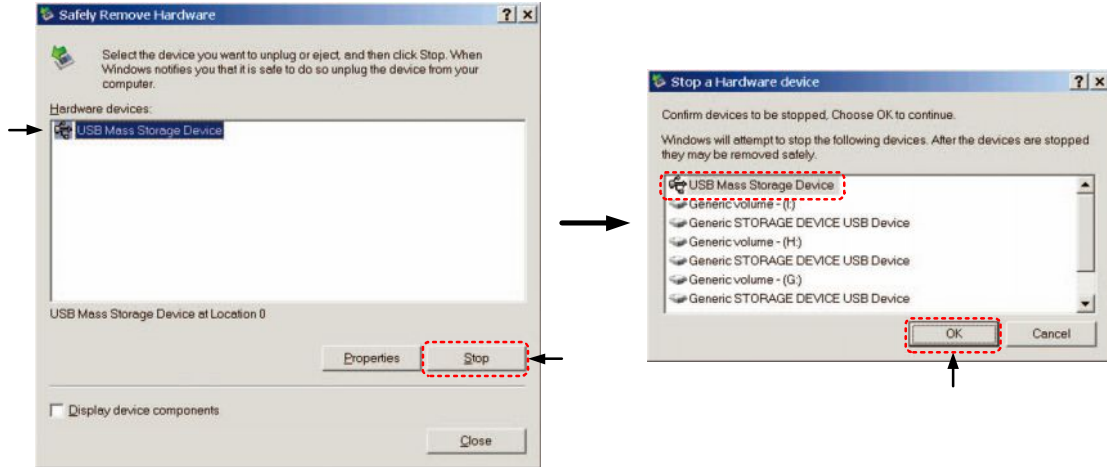 Safely Remove Hardware
Select the device you want to unplug or eject, and then click Stop. When
Windows notifies you that it is safe to do so unplug the device from your
computer.
Hardware devices:
USB Mass Storage Device
USB Mass Storage Device at Location 0
Properties
Stop
Display device components
Close
Stop a Hardware device
Confirm devices to be stopped, Choose OK to continue.
Windows will attempt to stop the following devices. After the devices are stopped
they may be removed safely.
USB Mass Storage Device
Generic volume - (I:)
Generic STORAGE DEVICE USB Device
Generic volume - (H:)
Generic STORAGE DEVICE USB Device
Generic volume - (G:)
Generic STORAGE DEVICE USB Device
OK
Cancel